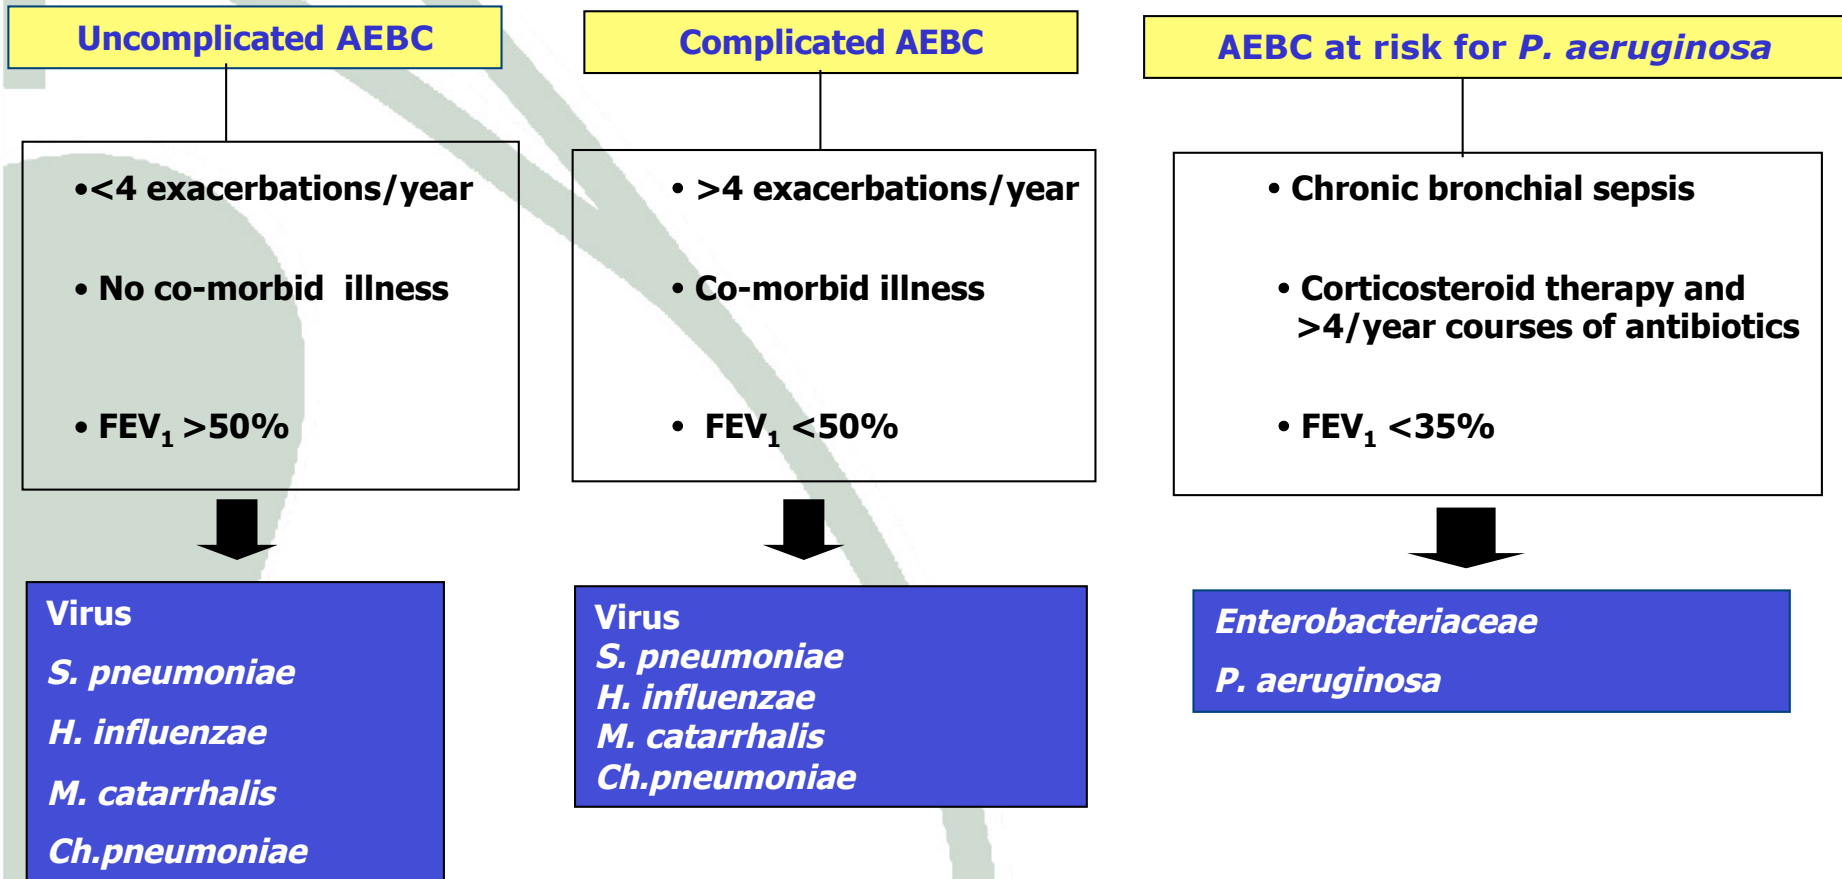 Uncomplicated AEBC
•<4 exacerbations/year
• No co-morbid illness
• FEV₁ >50%
Virus
S. pneumoniae
H. influenzae
M. catarrhalis
Ch.pneumoniae
Complicated AEBC
• >4 exacerbations/year
• Co-morbid illness
• FEV₁ <50%
Virus
S. pneumoniae
H. influenzae
M. catarrhalis
Ch.pneumoniae
AEBC at risk for P. aeruginosa
• Chronic bronchial sepsis
• Corticosteroid therapy and
>4/year courses of antibiotics
• FEV₁ <35%
Enterobacteriaceae
P. aeruginosa